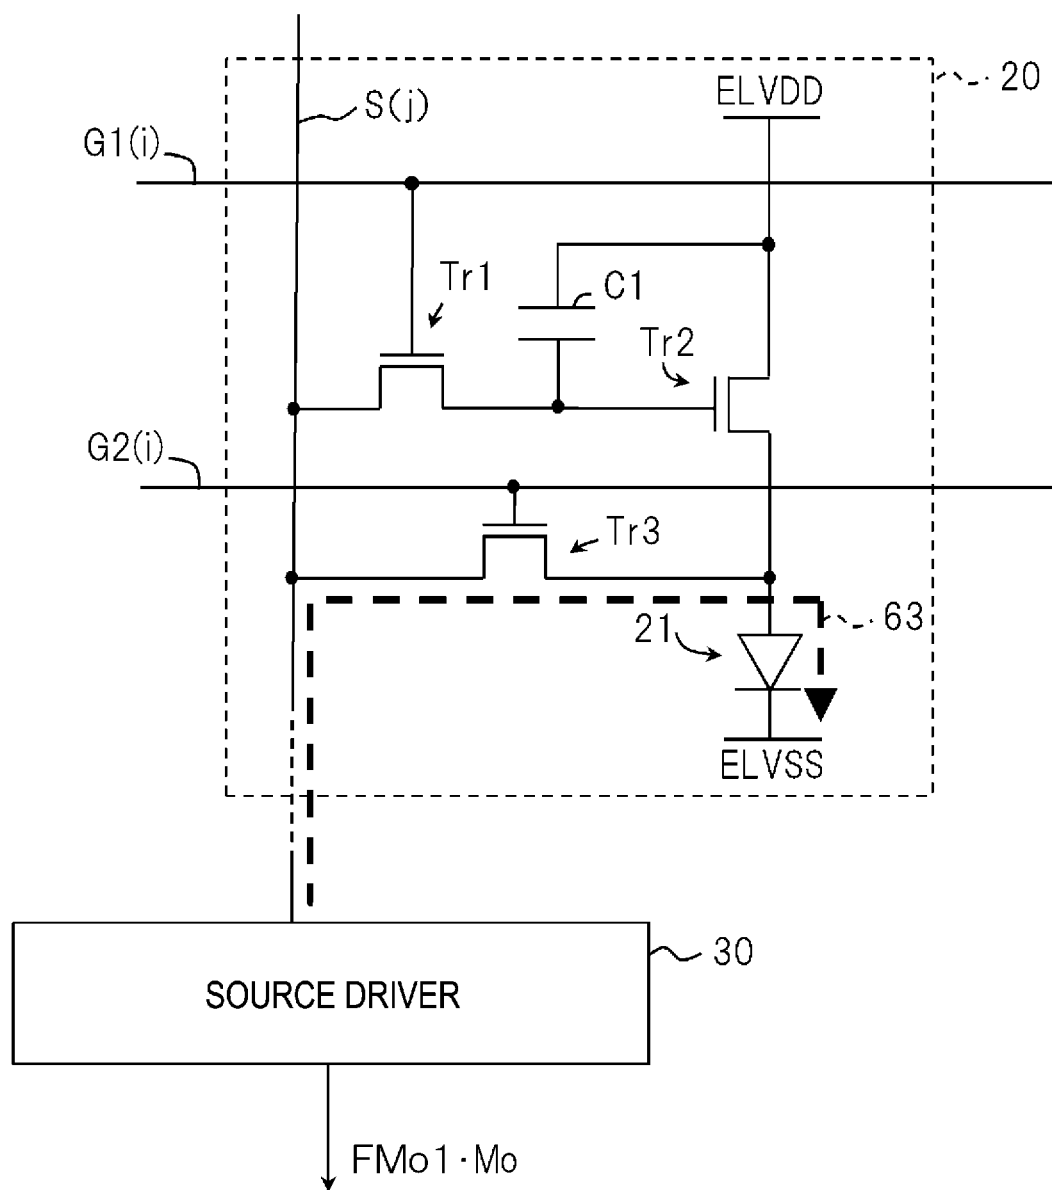 20
ELVDD
S(j)
G1(i)
Tr1
C1
Tr2
G2(i)
Tr3
63
21
ELVSS
30
SOURCE DRIVER
FMo1·Mo